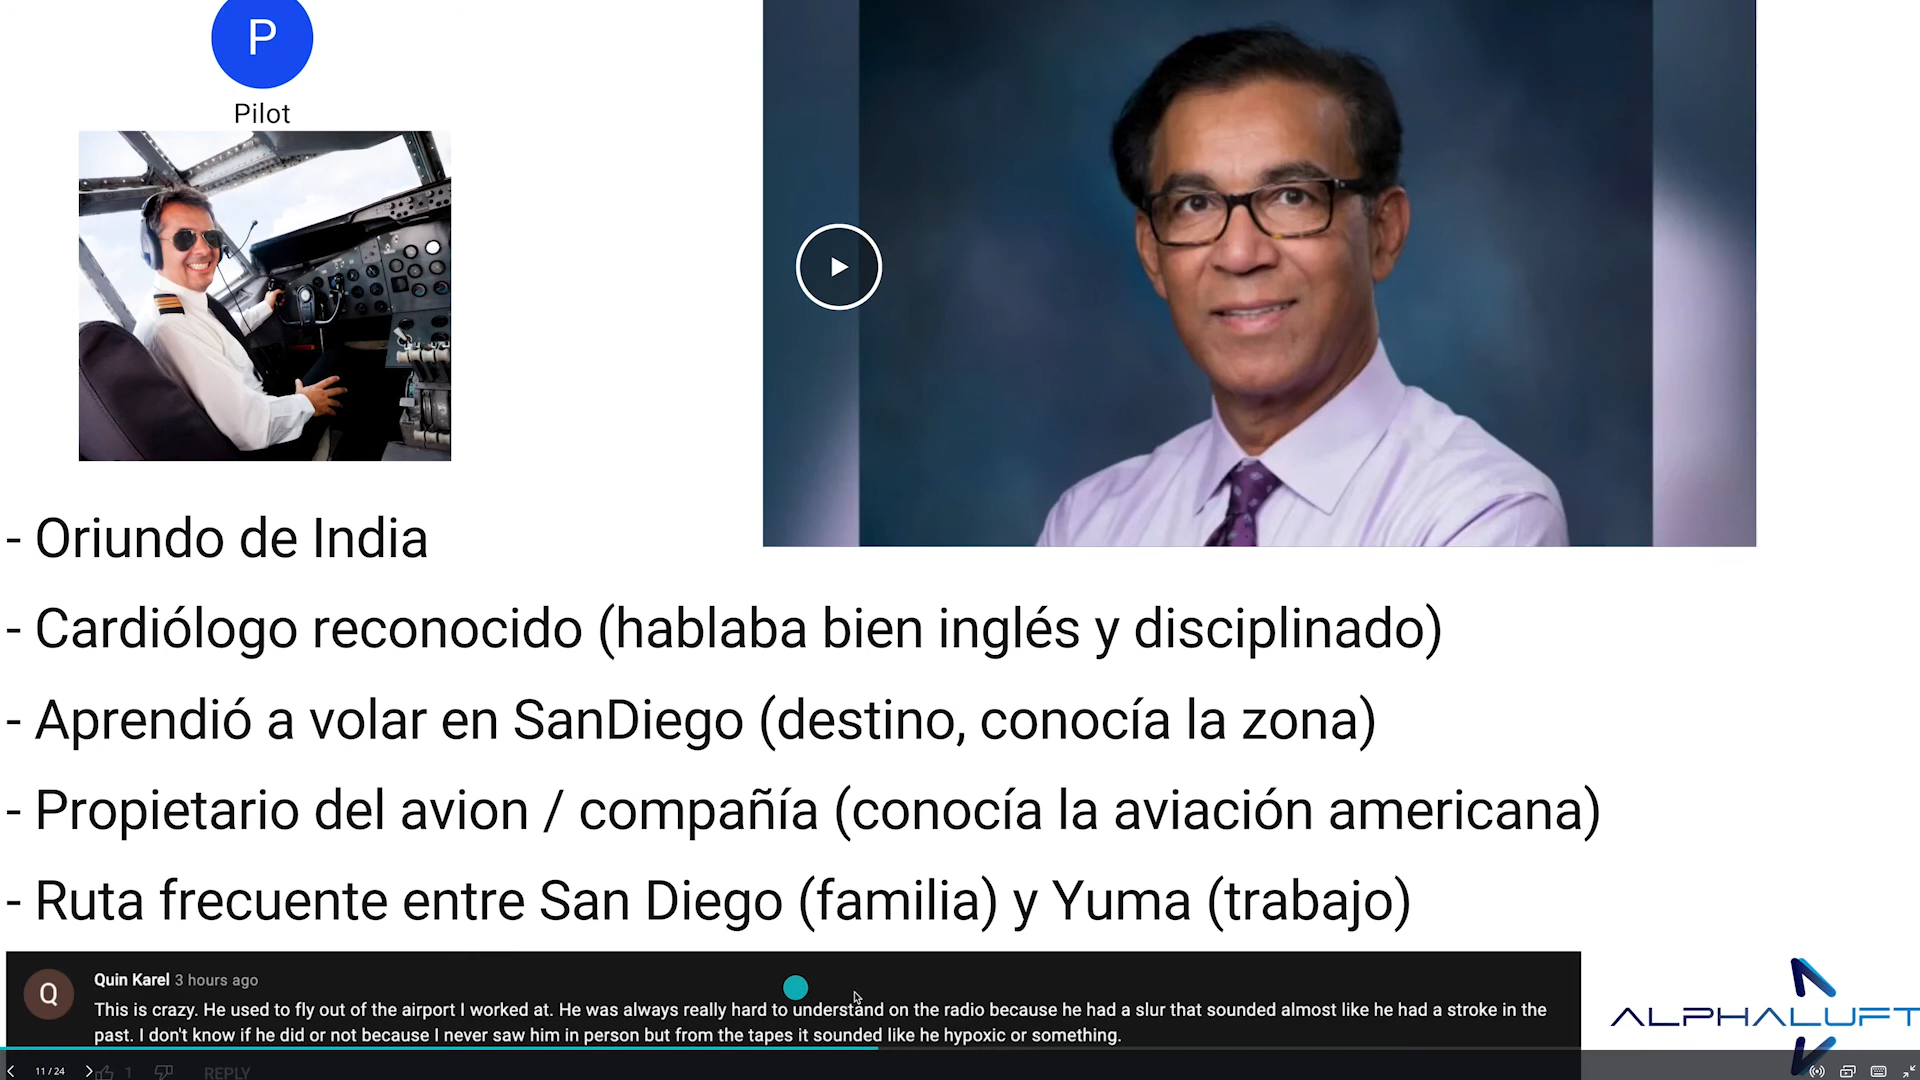 P
Pilot
- Oriundo de India
- Cardiólogo reconocido (hablaba bien inglés y disciplinado)
- Aprendió a volar en SanDiego (destino, conocía la zona)
- Propietario del avion / compañía (conocía la aviación americana)
- Ruta frecuente entre San Diego (familia) y Yuma (trabajo)
Q
Quin Karel 3 hours ago
This is crazy. He used to fly out of the airport I worked at. He was always really hard to understand on the radio because he had a slur that sounded almost like he had a stroke in the
past. I don't know if he did or not because I never saw him in person but from the tapes it sounded like he hypoxic or something.
ALPHALUFT
11 / 24
1
REPLY